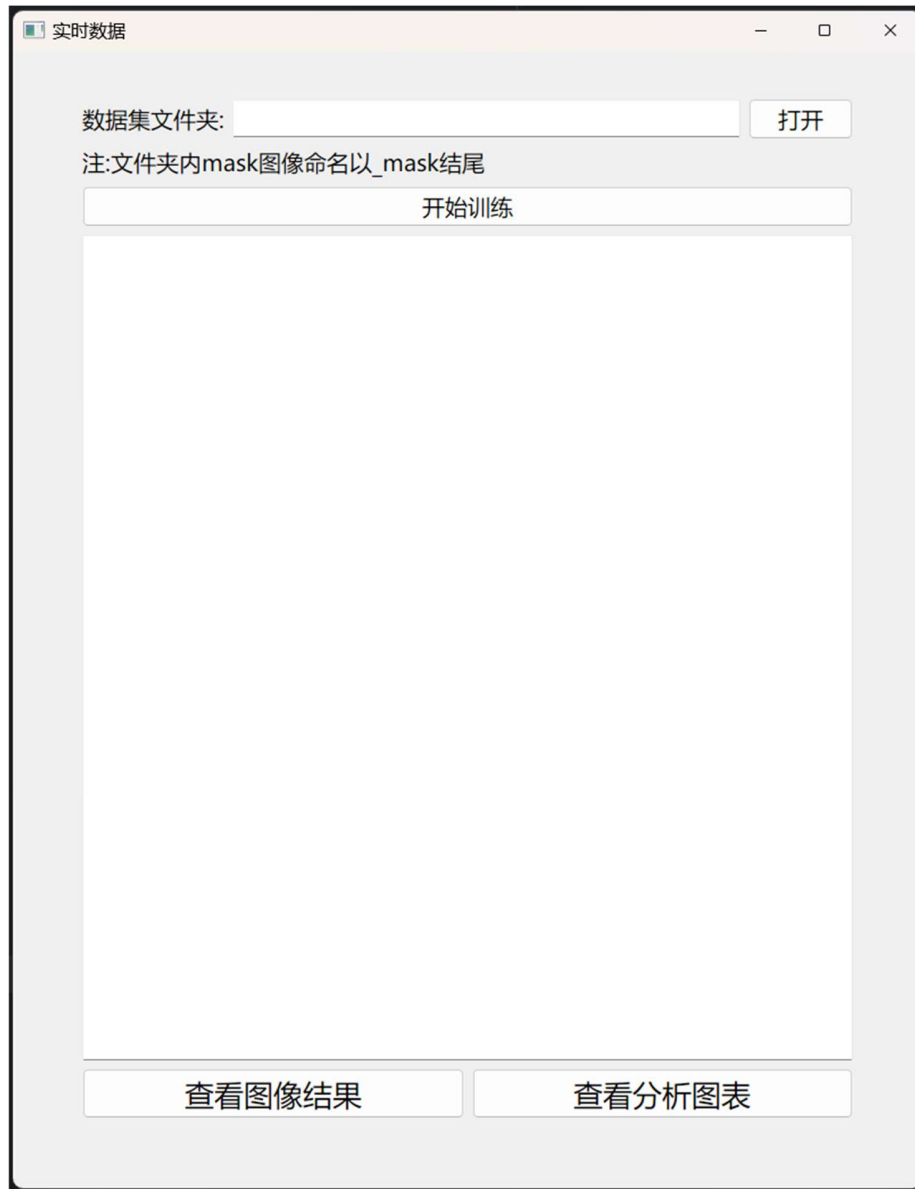 实时数据
数据集文件夹: 打开
注:文件夹内mask图像命名以_mask结尾
开始训练
查看图像结果 查看分析图表